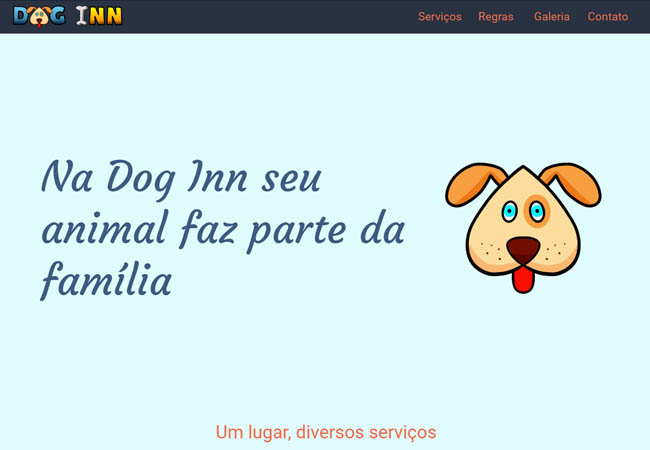 DOG INN
Serviços Regras Galeria Contato
Na Dog Inn seu
animal faz parte da
família
Um lugar, diversos serviços